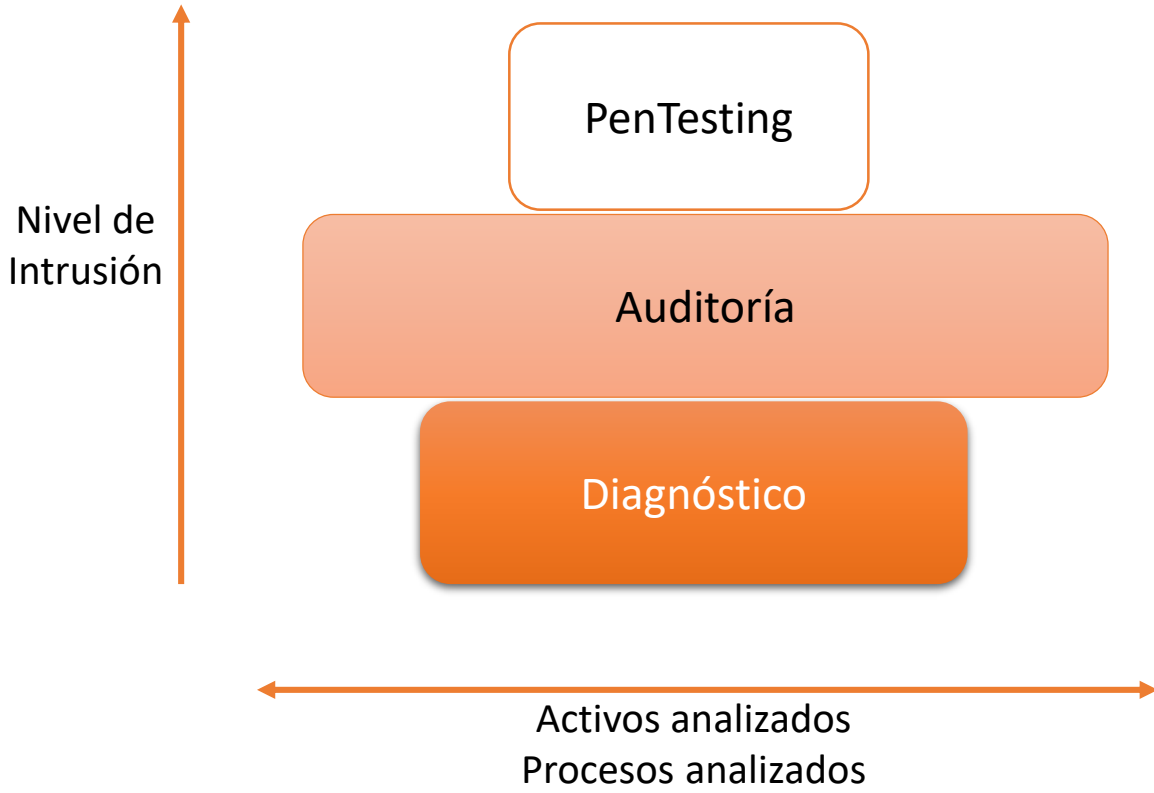 PenTesting
Nivel de
Intrusión
Auditoría
Diagnóstico
Activos analizados
Procesos analizados